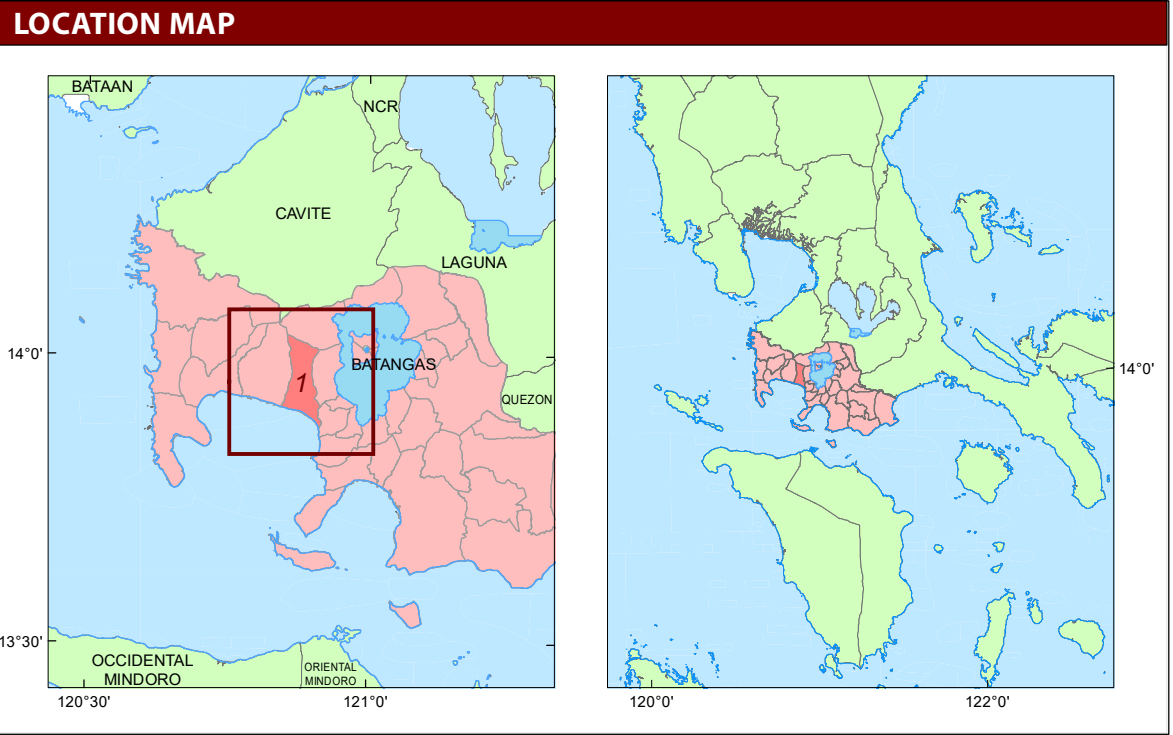 LOCATION MAP
BATAAN
NCR
CAVITE
LAGUNA
14°0'
BATANGAS
1
QUEZON
14°0'
13°30'
OCCIDENTAL
MINDORO
ORIENTAL
MINDORO
120°30'
121°0'
120°0'
122°0'